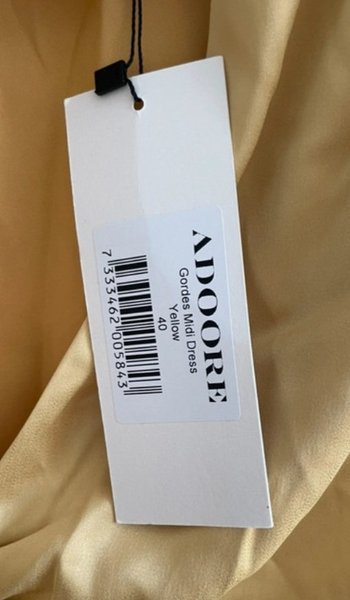 ADOORE
Gordes Midi Dress
Yellow
40
7 333462 005843